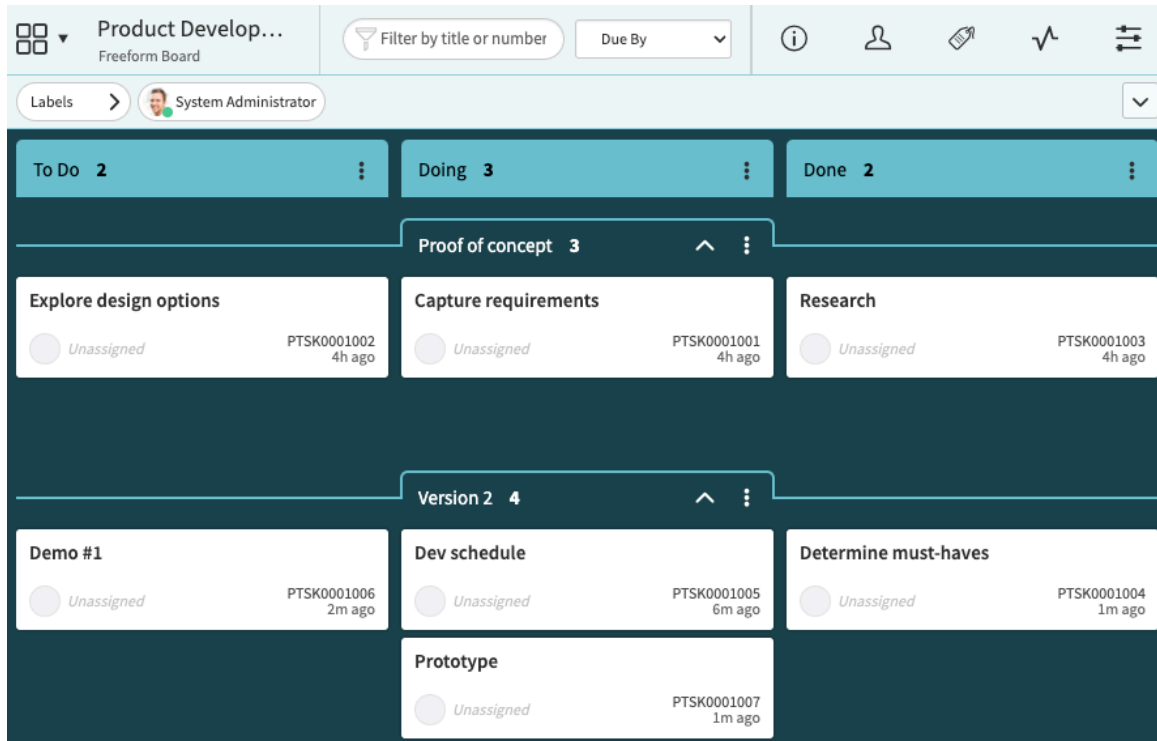 Product Develop...
Freeform Board
Filter by title or number
Due By
Labels
System Administrator
To Do 2
Doing 3
Done 2
Proof of concept 3
Explore design options
Unassigned
PTSK0001002
4h ago
Capture requirements
Unassigned
PTSK0001001
4h ago
Research
Unassigned
PTSK0001003
4h ago
Version 2 4
Demo #1
Unassigned
PTSK0001006
2m ago
Dev schedule
Unassigned
PTSK0001005
6m ago
Determine must-haves
Unassigned
PTSK0001004
1m ago
Prototype
Unassigned
PTSK0001007
1m ago